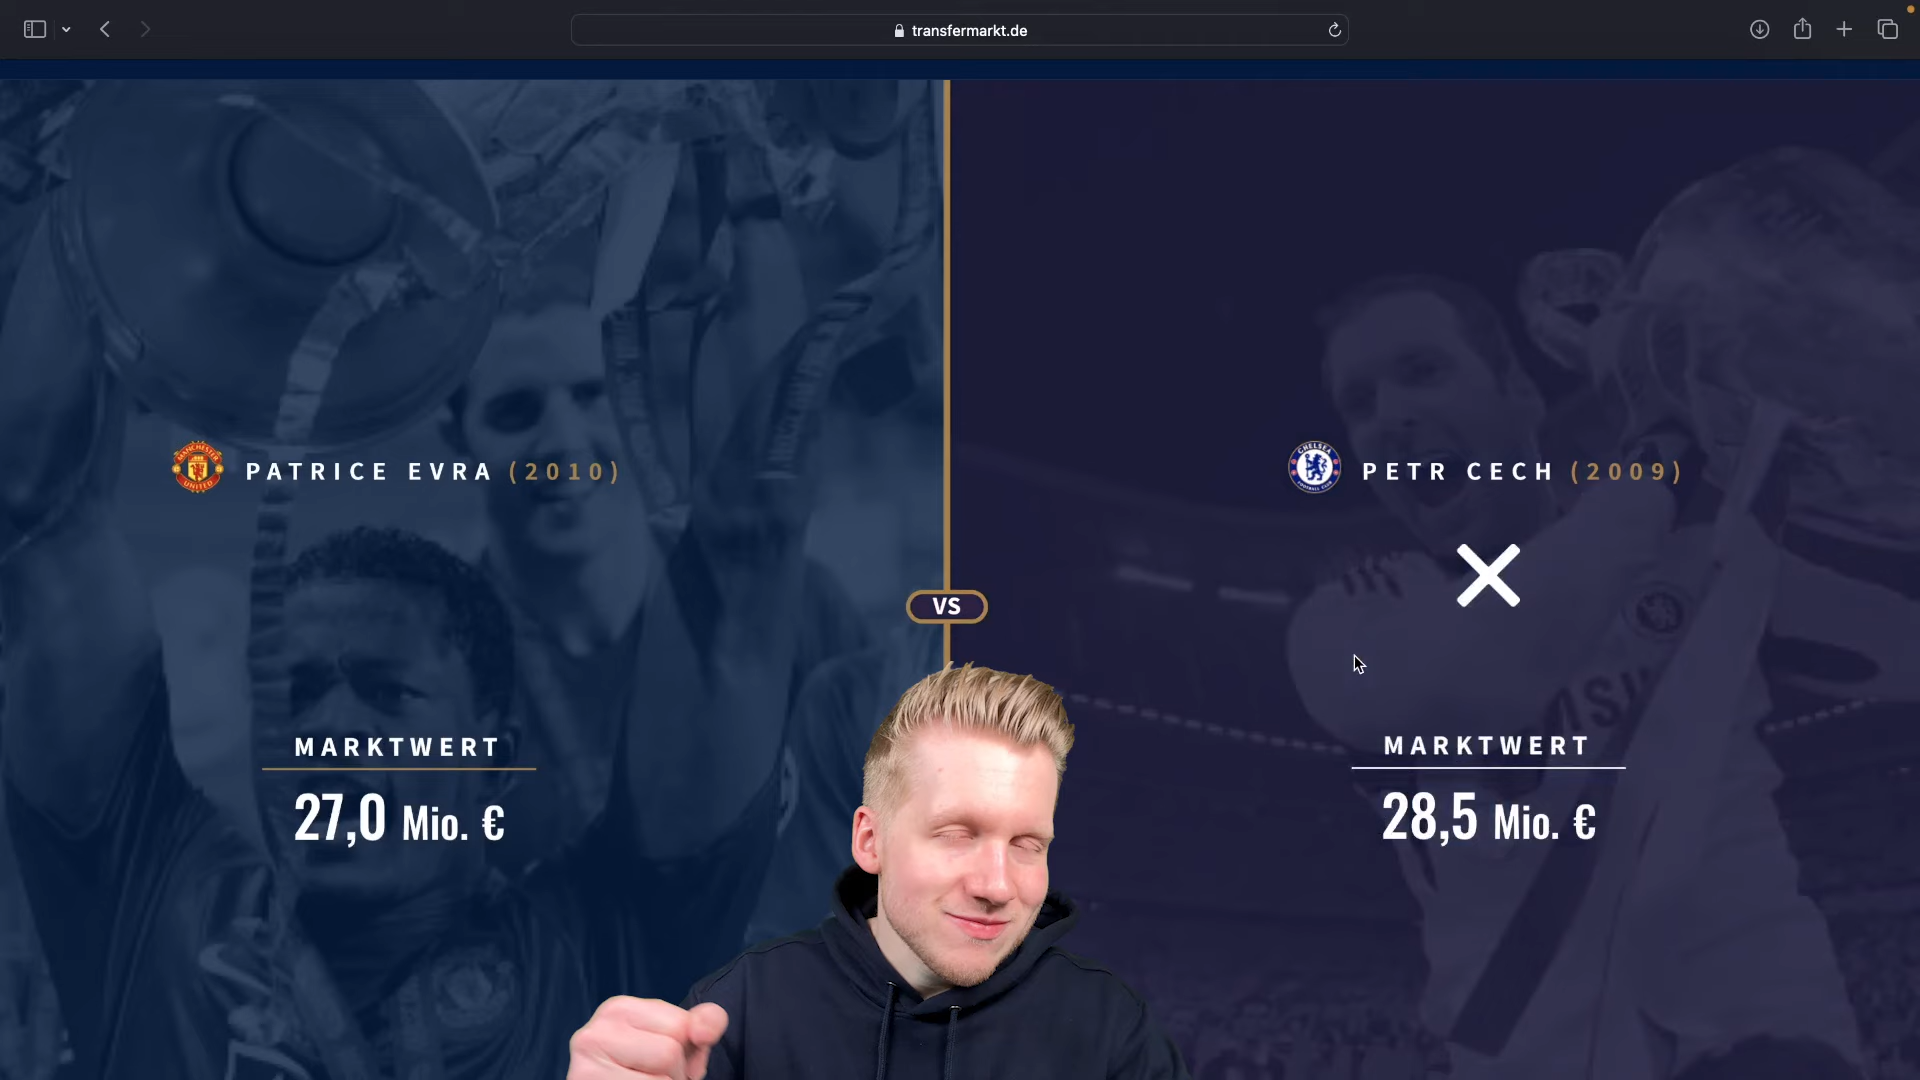 transfermarkt.de
PATRICE EVRA (2010)
PETR CECH (2009)
VS
MARKTWERT
27,0 Mio. €
MARKTWERT
28,5 Mio. €